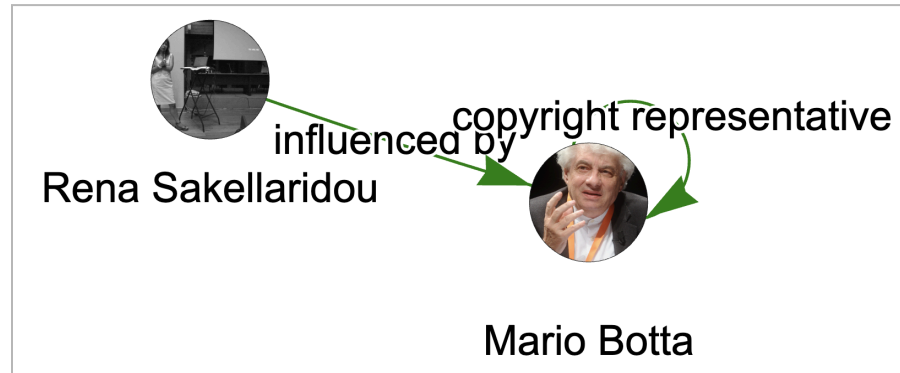 copyright representative
influenced by
Rena Sakellaridou
Mario Botta